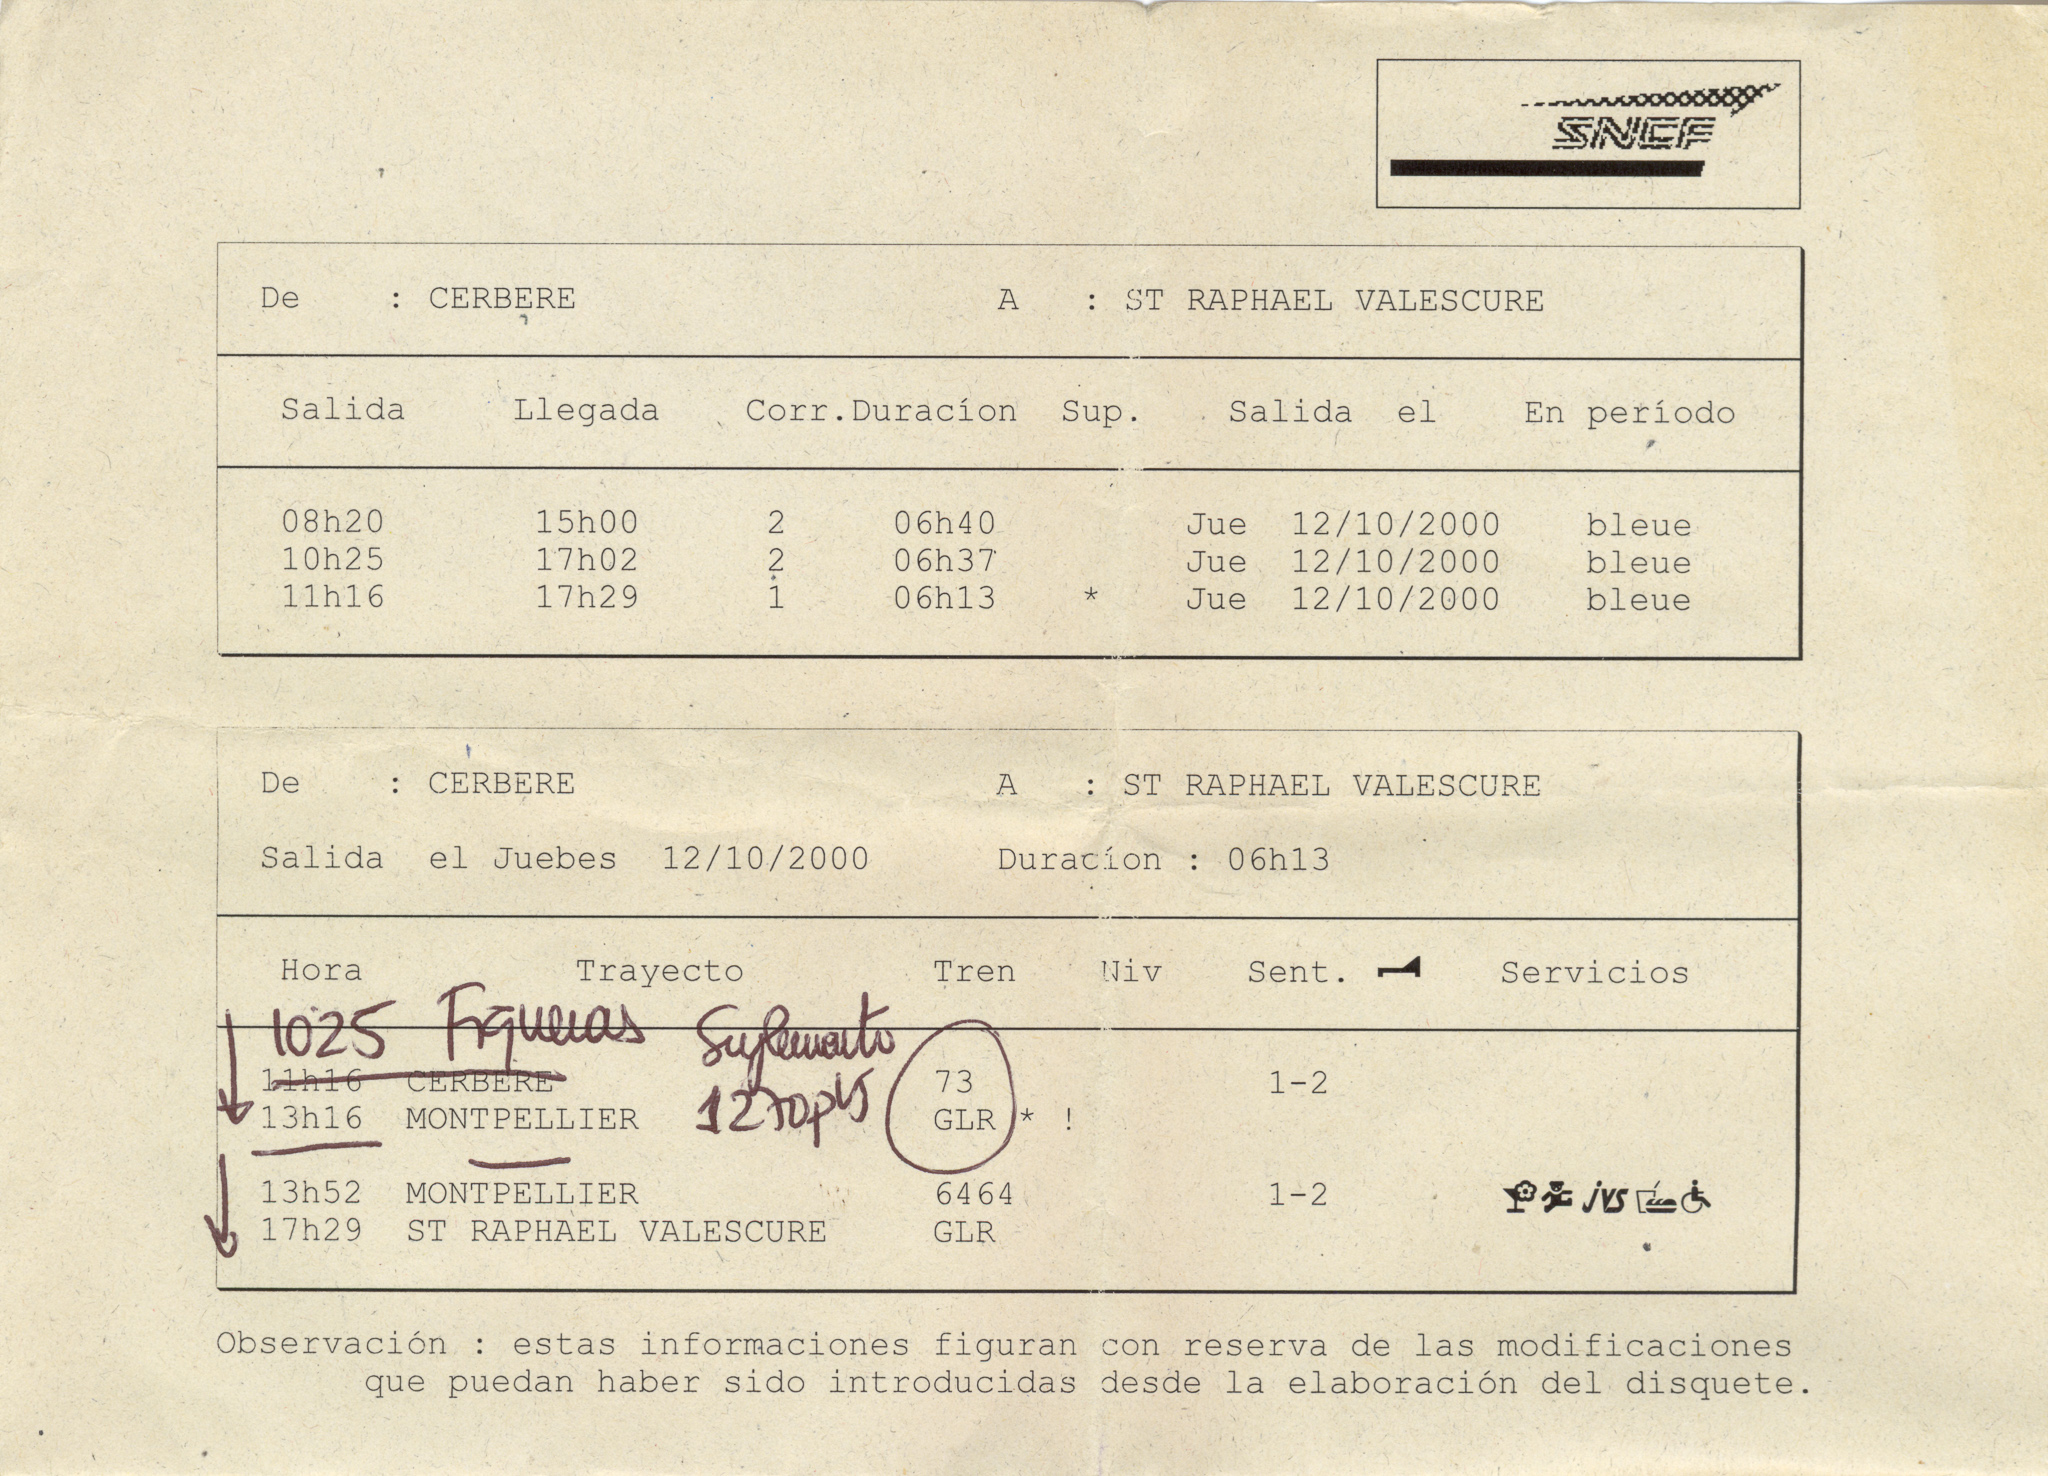 SNCF
De : CERBERE A : ST RAPHAEL VALESCURE
Salida Llegada Corr. Duracíon Sup. Salida el En período
08h20 15h00 2 06h40 Jue 12/10/2000 bleue
10h25 17h02 2 06h37 Jue 12/10/2000 bleue
11h16 17h29 1 06h13 * Jue 12/10/2000 bleue
De : CERBERE A : ST RAPHAEL VALESCURE
Salida el Juebes 12/10/2000 Duracíon : 06h13
Hora Trayecto Tren Niv Sent. 1 Servicios
1025 Figueras Suplemento
11h16 CERBERE 73 1-2
13h16 MONTPELLIER 1270 pts GLR * !
13h52 MONTPELLIER 6464 1-2 JVS
17h29 ST RAPHAEL VALESCURE GLR
Observación : estas informaciones figuran con reserva de las modificaciones
que puedan haber sido introducidas desde la elaboración del disquete.